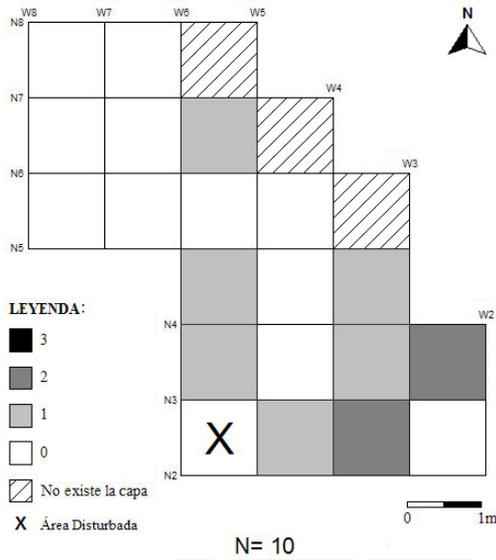 W8 W7 W6 W5
N8
N
N7
W4
N6
W3
N5
LEYENDA:
3
N4
W2
2
1
N3
0
X
No existe la capa
N2
X Área Disturbada
0 1m
N= 10